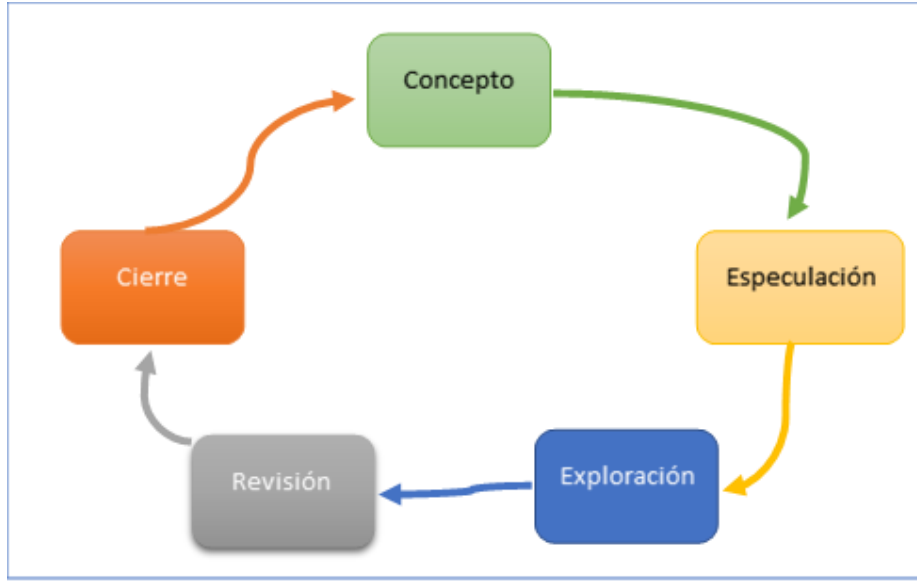 Concepto
Especulación
Exploración
Revisión
Cierre